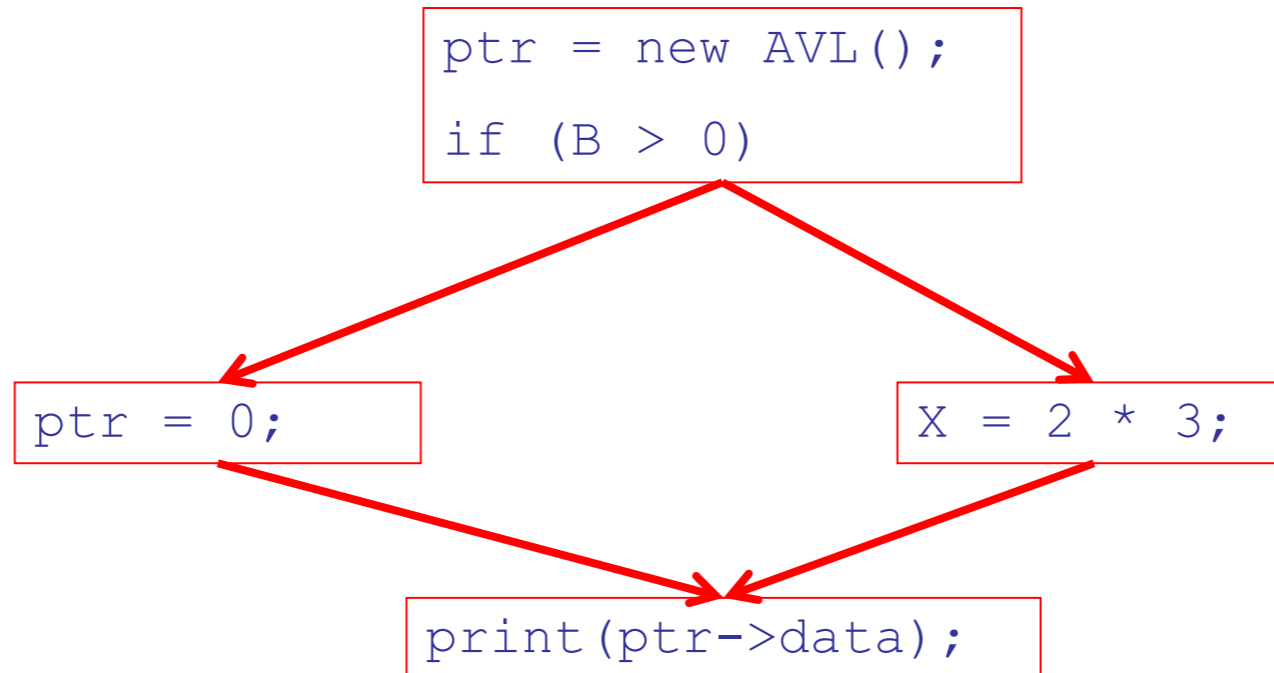 ptr = new AVL();
if (B > 0)
ptr = 0;
X = 2 * 3;
print(ptr->data);